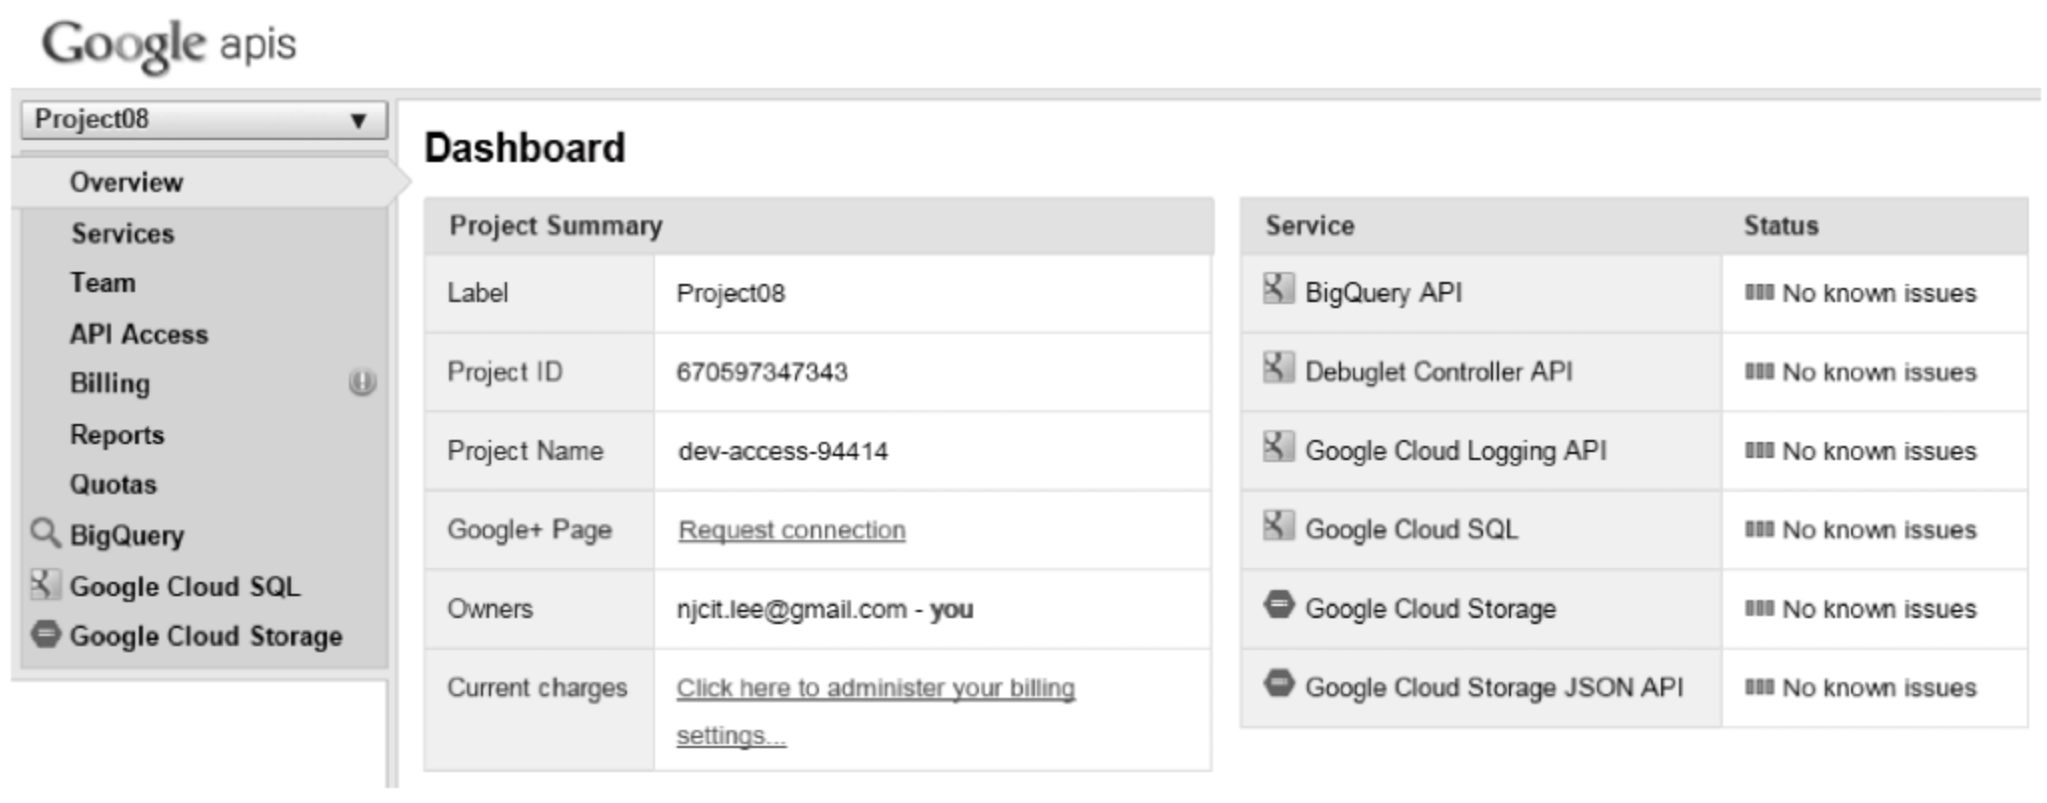 Google apis
Project08
Overview
Services
Team
API Access
Billing
Reports
Quotas
BigQuery
Google Cloud SQL
Google Cloud Storage
Dashboard
Project Summary
Label Project08
Project ID 670597347343
Project Name dev-access-94414
Google+ Page Request connection
Owners njcit.lee@gmail.com - you
Current charges Click here to administer your billing
settings...
Service Status
BigQuery API No known issues
Debuglet Controller API No known issues
Google Cloud Logging API No known issues
Google Cloud SQL No known issues
Google Cloud Storage No known issues
Google Cloud Storage JSON API No known issues